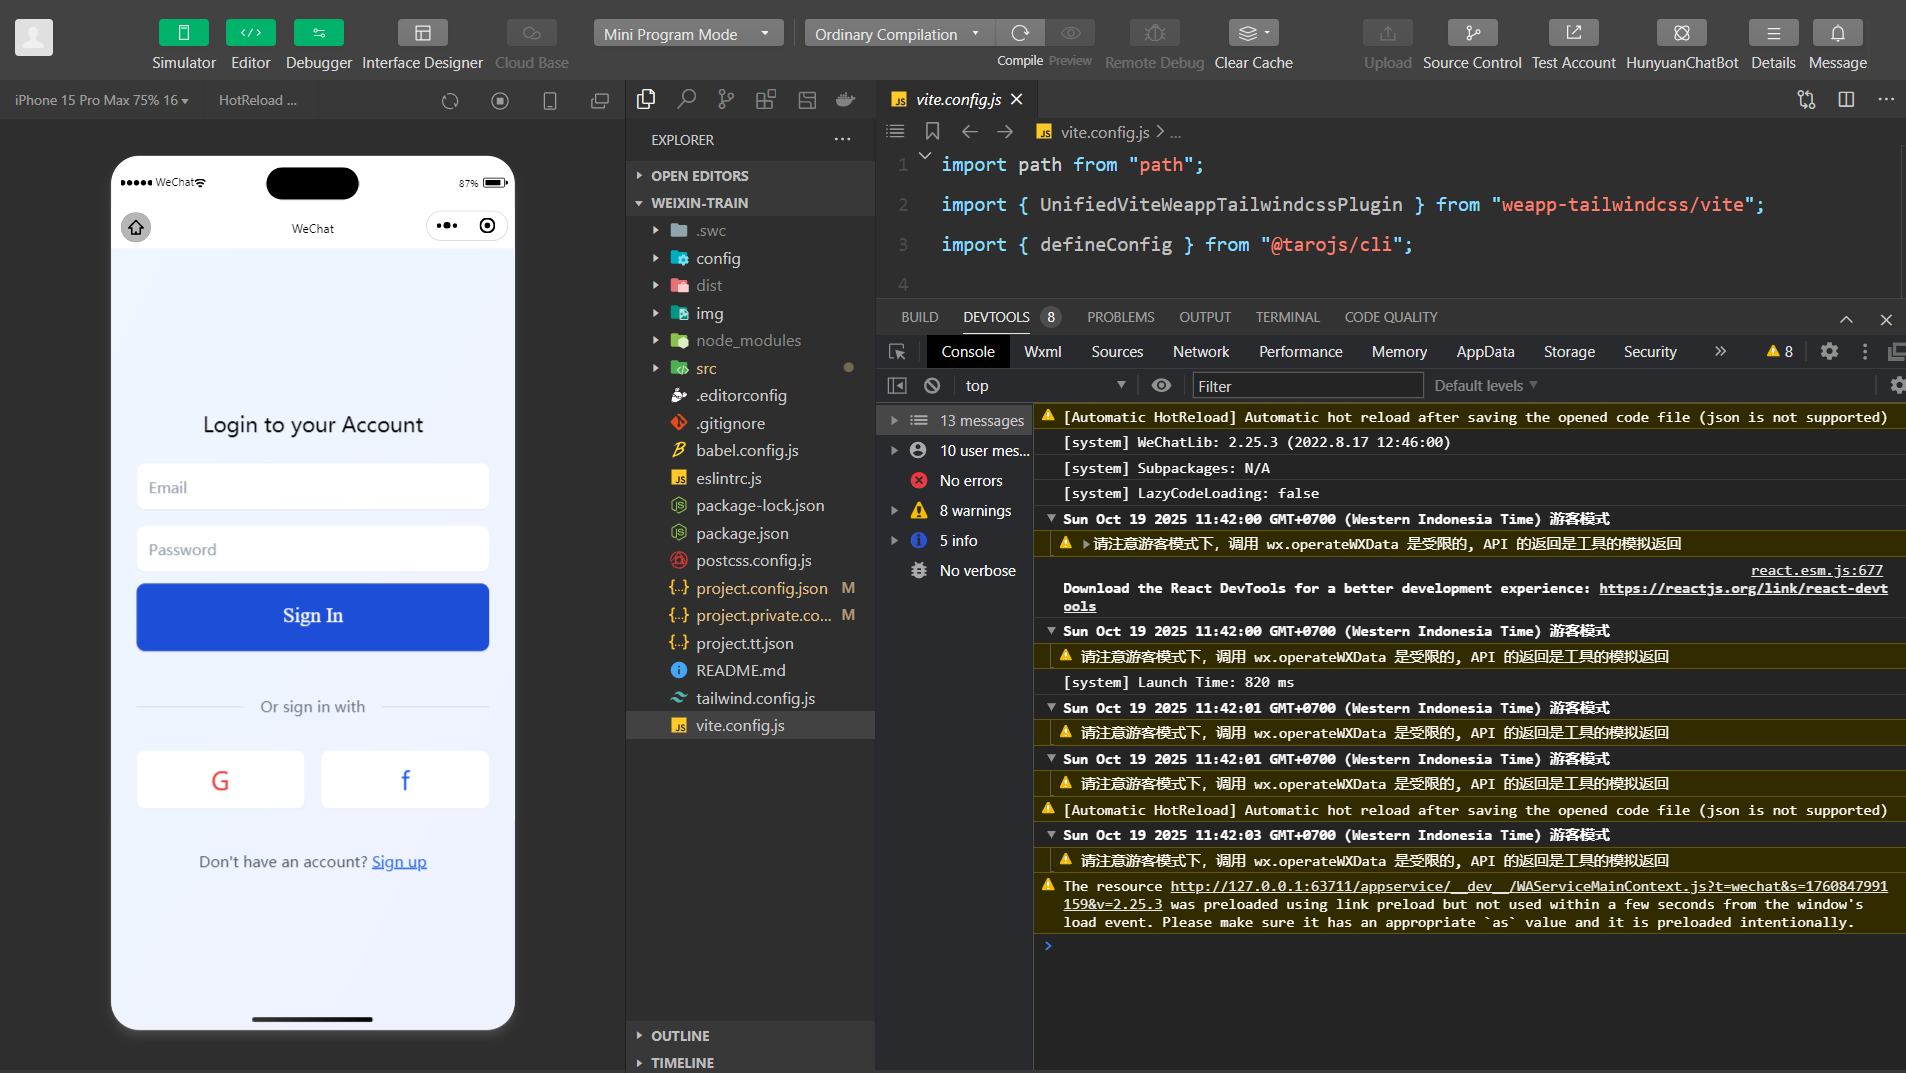 Simulator
Editor
Debugger
Interface Designer
Cloud Base
Mini Program Mode
Ordinary Compilation
Compile
Preview
Remote Debug
Clear Cache
Upload
Source Control
Test Account
HunyuanChatBot
Details
Message
iPhone 15 Pro Max 75% 16
HotReload ...
WeChat
87%
WeChat
Login to your Account
Email
Password
Sign In
Or sign in with
G
f
Don't have an account? Sign up
EXPLORER
OPEN EDITORS
WEIXIN-TRAIN
.swc
config
dist
img
node_modules
src
.editorconfig
.gitignore
babel.config.js
eslintrc.js
package-lock.json
package.json
postcss.config.js
project.config.json M
project.private.co... M
project.tt.json
README.md
tailwind.config.js
JS vite.config.js
OUTLINE
TIMELINE
JS vite.config.js
JS vite.config.js > ...
1 import path from "path";
2 import { UnifiedViteWeappTailwindcssPlugin } from "weapp-tailwindcss/vite";
3 import { defineConfig } from "@tarojs/cli";
4
BUILD DEVTOOLS 8 PROBLEMS OUTPUT TERMINAL CODE QUALITY
Console Wxml Sources Network Performance Memory AppData Storage Security 8
top Filter Default levels
13 messages
10 user mes...
No errors
8 warnings
5 info
No verbose
[Automatic HotReload] Automatic hot reload after saving the opened code file (json is not supported)
[system] WeChatLib: 2.25.3 (2022.8.17 12:46:00)
[system] Subpackages: N/A
[system] LazyCodeLoading: false
Sun Oct 19 2025 11:42:00 GMT+0700 (Western Indonesia Time) 游客模式
请注意游客模式下，调用 wx.operateWXData 是受限的, API 的返回是工具的模拟返回
react.esm.js:677
Download the React DevTools for a better development experience: https://reactjs.org/link/react-devt
ools
Sun Oct 19 2025 11:42:00 GMT+0700 (Western Indonesia Time) 游客模式
请注意游客模式下，调用 wx.operateWXData 是受限的, API 的返回是工具的模拟返回
[system] Launch Time: 820 ms
Sun Oct 19 2025 11:42:01 GMT+0700 (Western Indonesia Time) 游客模式
请注意游客模式下，调用 wx.operateWXData 是受限的, API 的返回是工具的模拟返回
Sun Oct 19 2025 11:42:01 GMT+0700 (Western Indonesia Time) 游客模式
请注意游客模式下，调用 wx.operateWXData 是受限的, API 的返回是工具的模拟返回
[Automatic HotReload] Automatic hot reload after saving the opened code file (json is not supported)
Sun Oct 19 2025 11:42:03 GMT+0700 (Western Indonesia Time) 游客模式
请注意游客模式下，调用 wx.operateWXData 是受限的, API 的返回是工具的模拟返回
The resource http://127.0.0.1:63711/appservice/__dev__/WAServiceMainContext.js?t=wechat&s=1760847991
159&v=2.25.3 was preloaded using link preload but not used within a few seconds from the window's
load event. Please make sure it has an appropriate `as` value and it is preloaded intentionally.